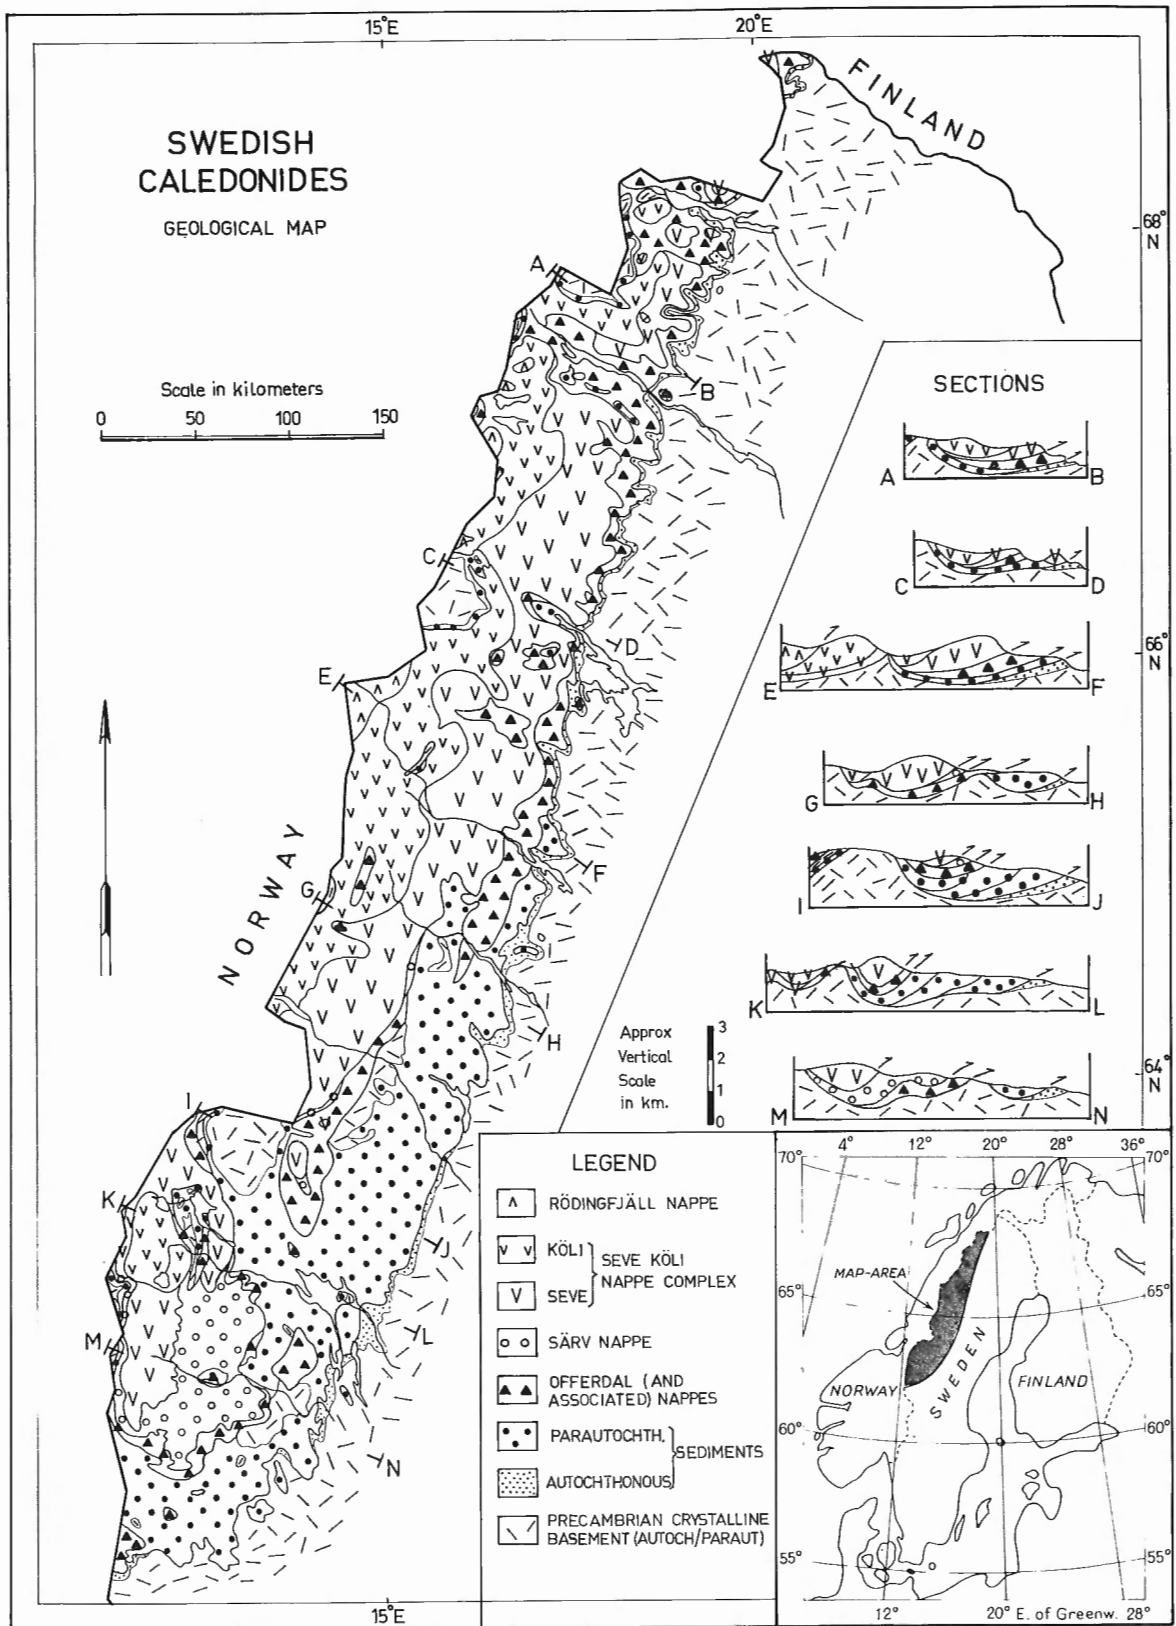 15°E
20°E
SWEDISH
CALEDONIDES
GEOLOGICAL MAP
FINLAND
68°
N
A
Scale in kilometers
0 50 100 150
B
SECTIONS
A B
C
C D
D
66°
N
E
E F
F
G
G H
NORWAY
I J
H
K L
Approx
Vertical
Scale
in km.
3
2
1
0
64°
N
M N
I
K
J
L
M
N
LEGEND
RÖDINGFJÄLL NAPPE
KÖLI
SEVE
SEVE KÖLI
NAPPE COMPLEX
SÄRV NAPPE
OFFERDAL (AND
ASSOCIATED) NAPPES
PARAUTOCHTH.
AUTOCHTHONOUS
SEDIMENTS
PRECAMBRIAN CRYSTALLINE
BASEMENT (AUTOCH/PARAUT)
4° 12° 20° 28° 36°
70° 70°
MAP-AREA
65° 65°
NORWAY
SWEDEN
FINLAND
60° 60°
55° 55°
12° 20° E. of Greenw. 28°
15°E